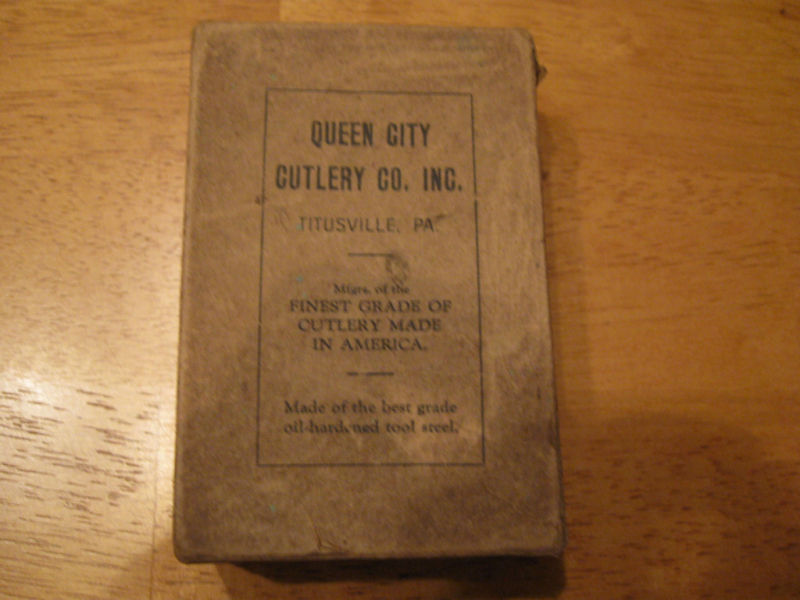 QUEEN CITY
CUTLERY CO. INC.
TITUSVILLE, PA.
Mfgrs. of the
FINEST GRADE OF
CUTLERY MADE
IN AMERICA.
Made of the best grade
oil-hardened tool steel.